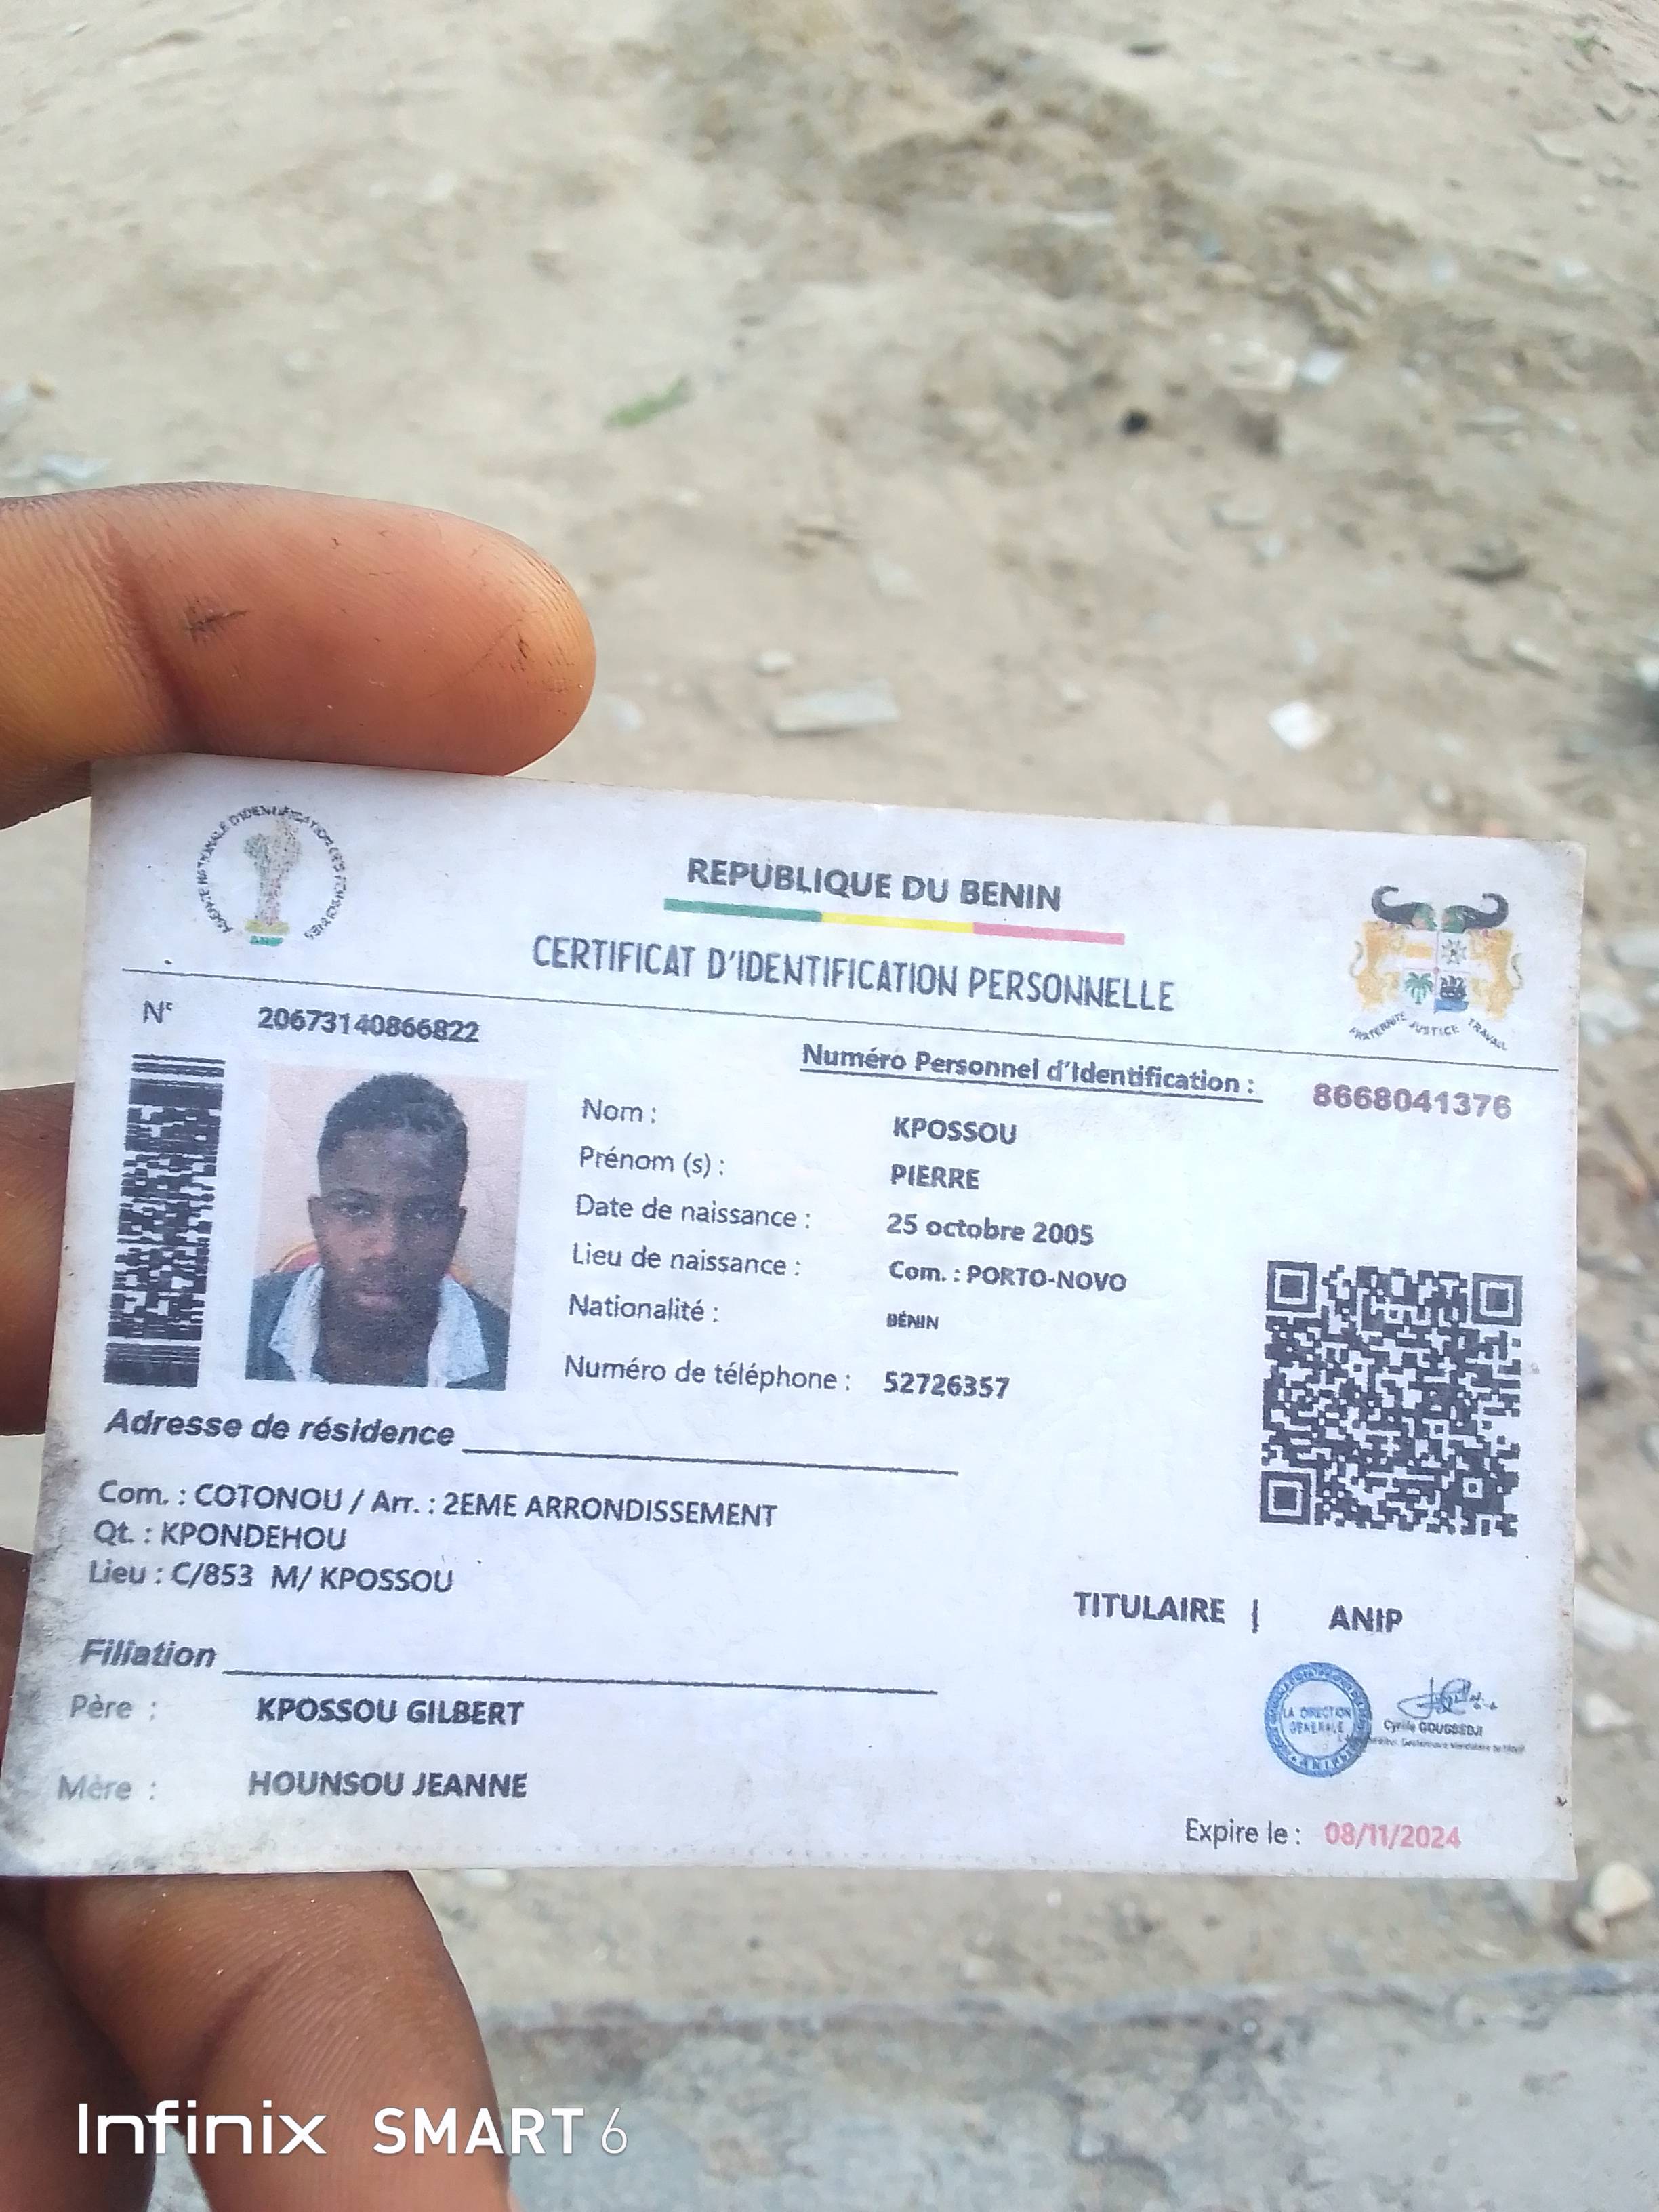 AGENCE NATIONALE D'IDENTIFICATION DES PERSONNES
ANIP
REPUBLIQUE DU BENIN
CERTIFICAT D'IDENTIFICATION PERSONNELLE
FRATERNITE JUSTICE TRAVAIL
N° 20673140866822
Numéro Personnel d'Identification : 8668041376
Nom : KPOSSOU
Prénom (s) : PIERRE
Date de naissance : 25 octobre 2005
Lieu de naissance : Com. : PORTO-NOVO
Nationalité : BÉNIN
Numéro de téléphone : 52726357
Adresse de résidence
Com. : COTONOU / Arr. : 2EME ARRONDISSEMENT
Qt. : KPONDEHOU
Lieu : C/853 M/ KPOSSOU
TITULAIRE | ANIP
Filiation
Père : KPOSSOU GILBERT
Mère : HOUNSOU JEANNE
LA DIRECTION
GENERALE
ANIP
Cyrille GOUGBEDJI
Expire le : 08/11/2024
Infinix SMART 6